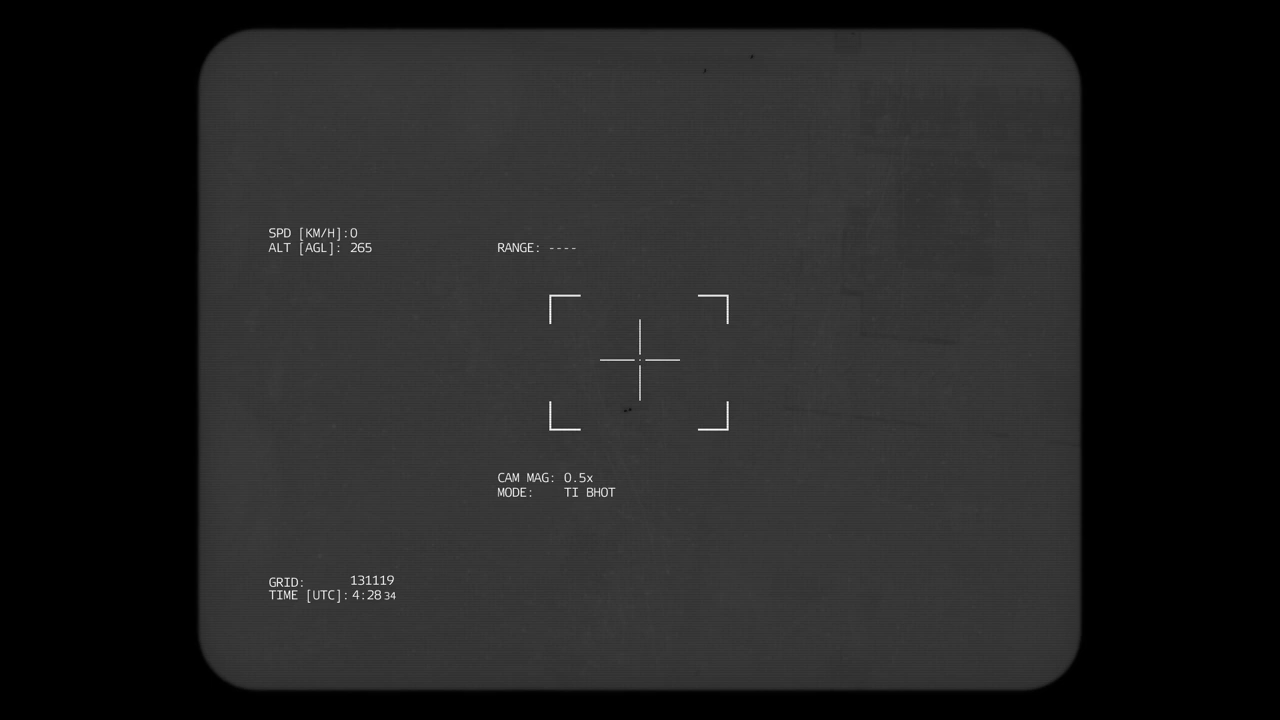 SPD [KM/H]:0
ALT [AGL]: 265
RANGE: ----
CAM MAG: 0.5x
MODE: TI BHOT
GRID: 131119
TIME [UTC]: 4:28 34